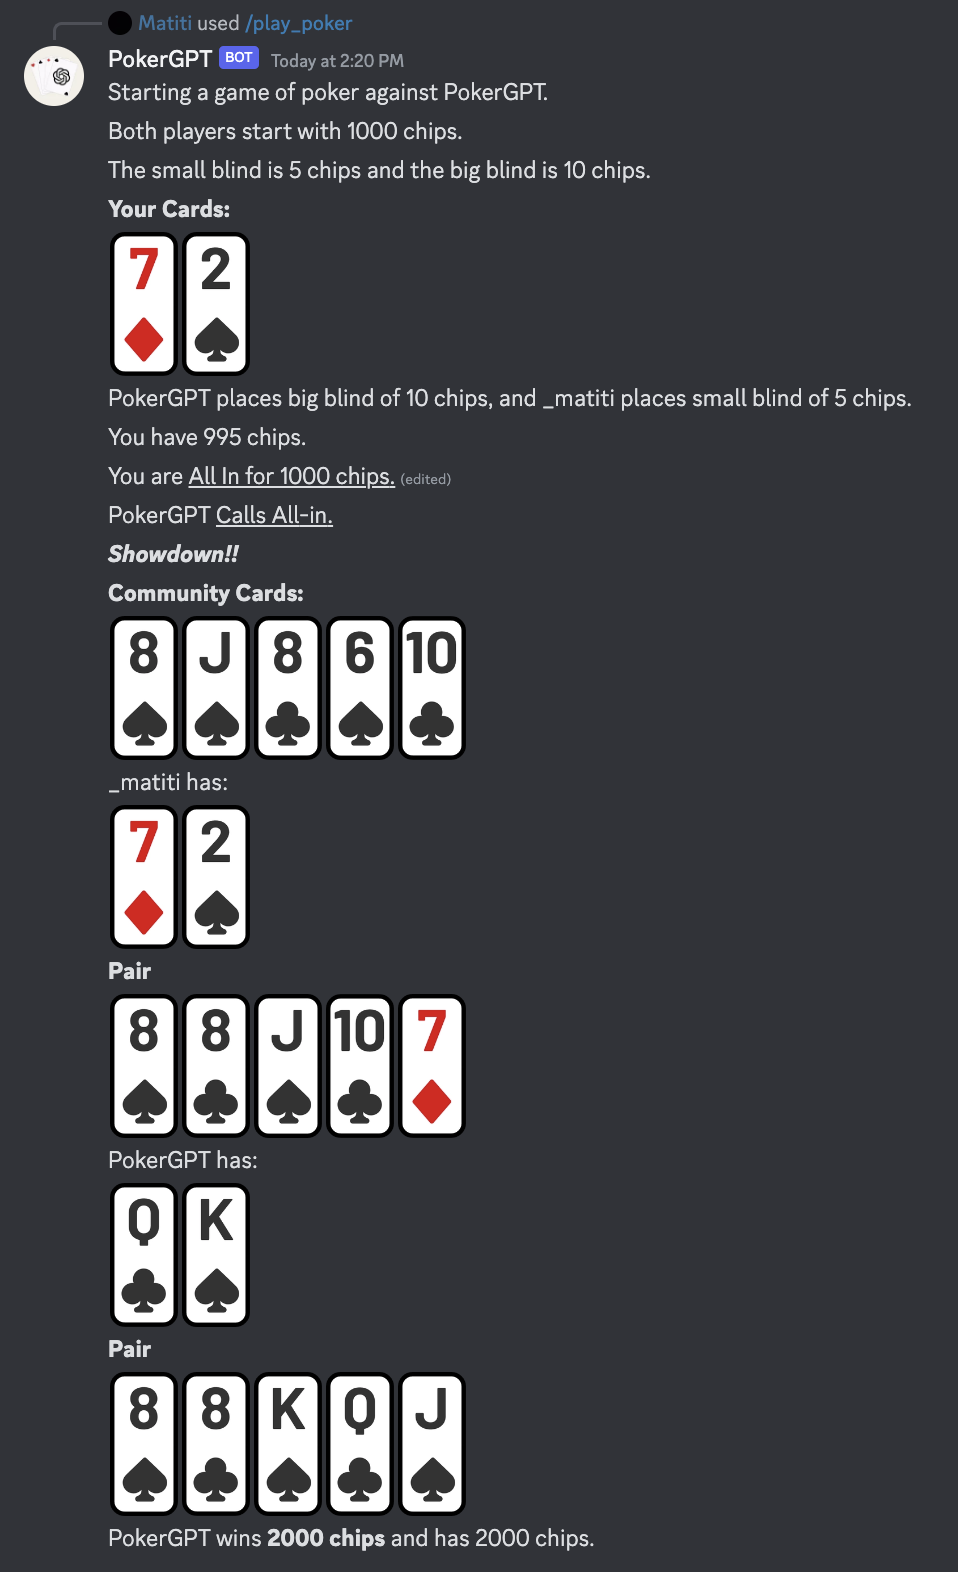 Matiti used /play_poker
PokerGPT BOT Today at 2:20 PM
Starting a game of poker against PokerGPT.
Both players start with 1000 chips.
The small blind is 5 chips and the big blind is 10 chips.
Your Cards:
7 2
PokerGPT places big blind of 10 chips, and _matiti places small blind of 5 chips.
You have 995 chips.
You are All In for 1000 chips. (edited)
PokerGPT Calls All-in.
Showdown!!
Community Cards:
8 J 8 6 10
_matiti has:
7 2
Pair
8 8 J 10 7
PokerGPT has:
Q K
Pair
8 8 K Q J
PokerGPT wins 2000 chips and has 2000 chips.